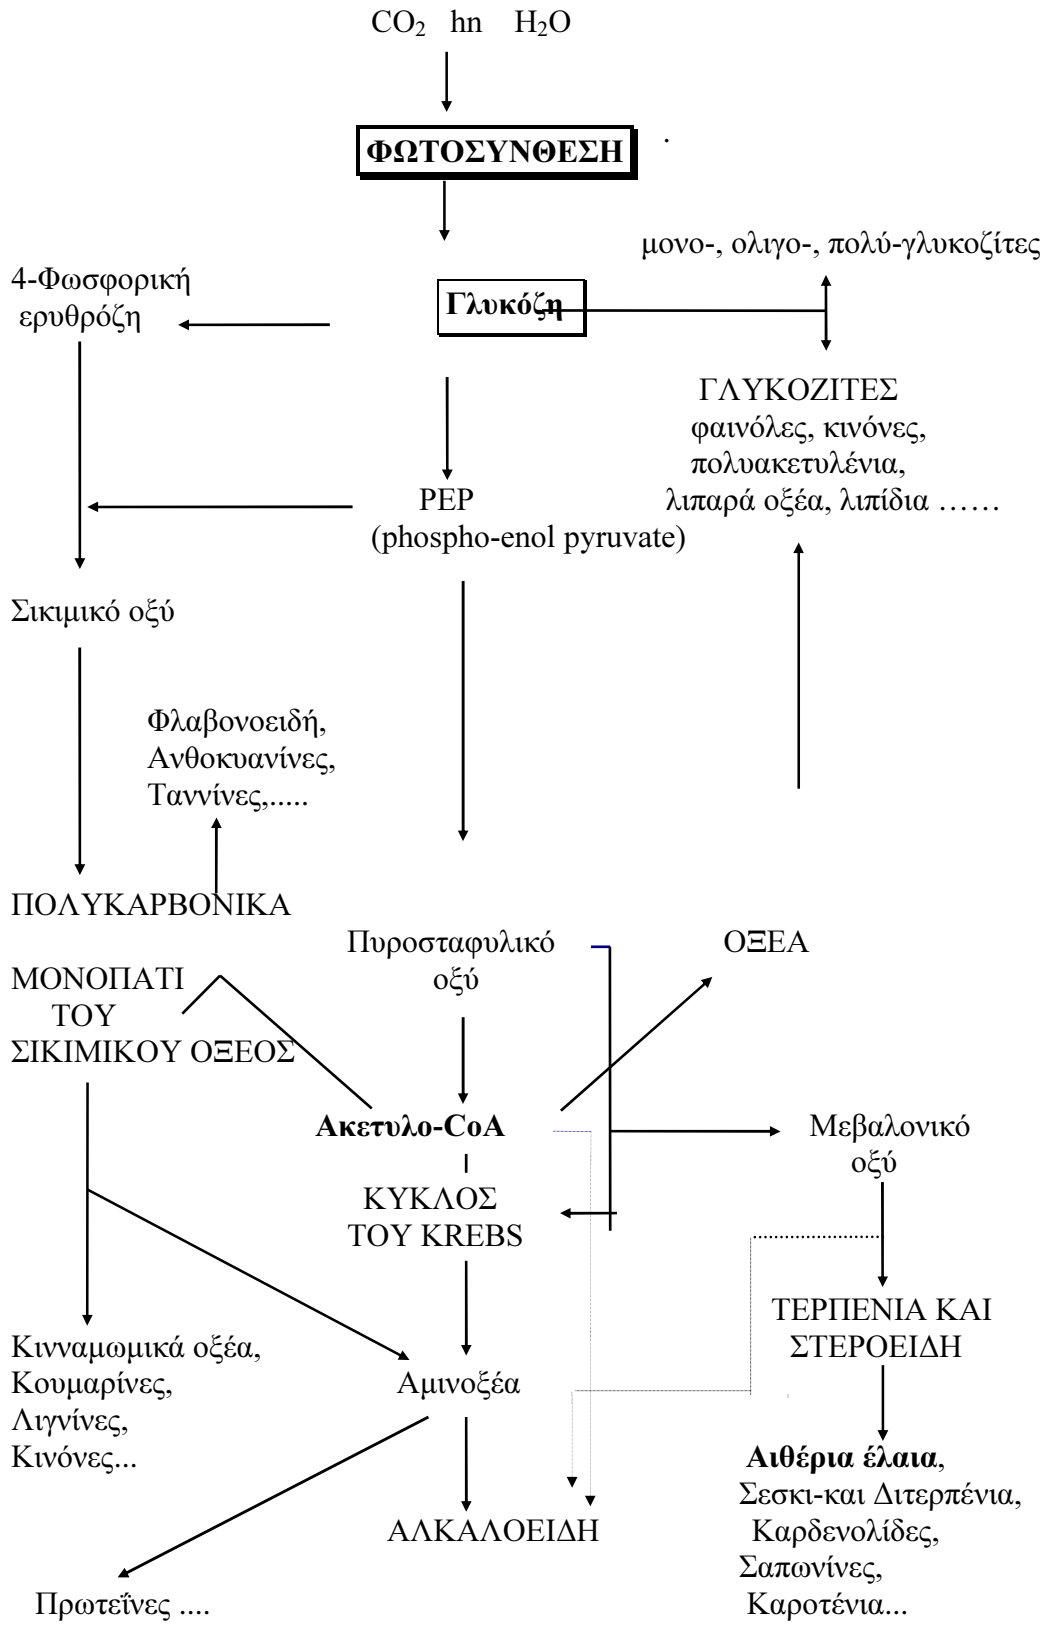 CO₂ hn H₂O
ΦΩΤΟΣΥΝΘΕΣΗ .
μονο-, ολιγο-, πολύ-γλυκοζίτες
4-Φωσφορική
ερυθρόζη
Γλυκόζη
ΓΛΥΚΟΖΙΤΕΣ
φαινόλες, κινόνες,
πολυακετυλένια,
λιπαρά οξέα, λιπίδια ……
PEP
(phospho-enol pyruvate)
Σικιμικό οξύ
Φλαβονοειδή,
Ανθοκυανίνες,
Ταννίνες,.....
ΠΟΛΥΚΑΡΒΟΝΙΚΑ
Πυροσταφυλικό
οξύ
ΟΞΕΑ
ΜΟΝΟΠΑΤΙ
ΤΟΥ
ΣΙΚΙΜΙΚΟΥ ΟΞΕΟΣ
Ακετυλο-CoA
Μεβαλονικό
οξύ
ΚΥΚΛΟΣ
ΤΟΥ KREBS
ΤΕΡΠΕΝΙΑ ΚΑΙ
ΣΤΕΡΟΕΙΔΗ
Κινναμωμικά οξέα,
Κουμαρίνες,
Λιγνίνες,
Κινόνες...
Αμινοξέα
Αιθέρια έλαια,
Σεσκι-και Διτερπένια,
Καρδενολίδες,
Σαπωνίνες,
Καροτένια...
ΑΛΚΑΛΟΕΙΔΗ
Πρωτεΐνες ....